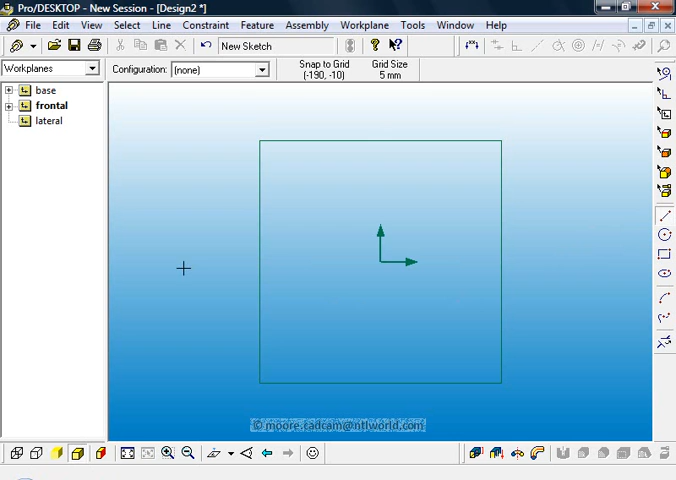 Pro/DESKTOP - New Session - [Design2 *]
File Edit View Select Line Constraint Feature Assembly Workplane Tools Window Help
New Sketch
Workplanes
Configuration: (none)
Snap to Grid
(-190, -10)
Grid Size
5 mm
base
frontal
lateral
© moore.cadcam@ntlworld.com